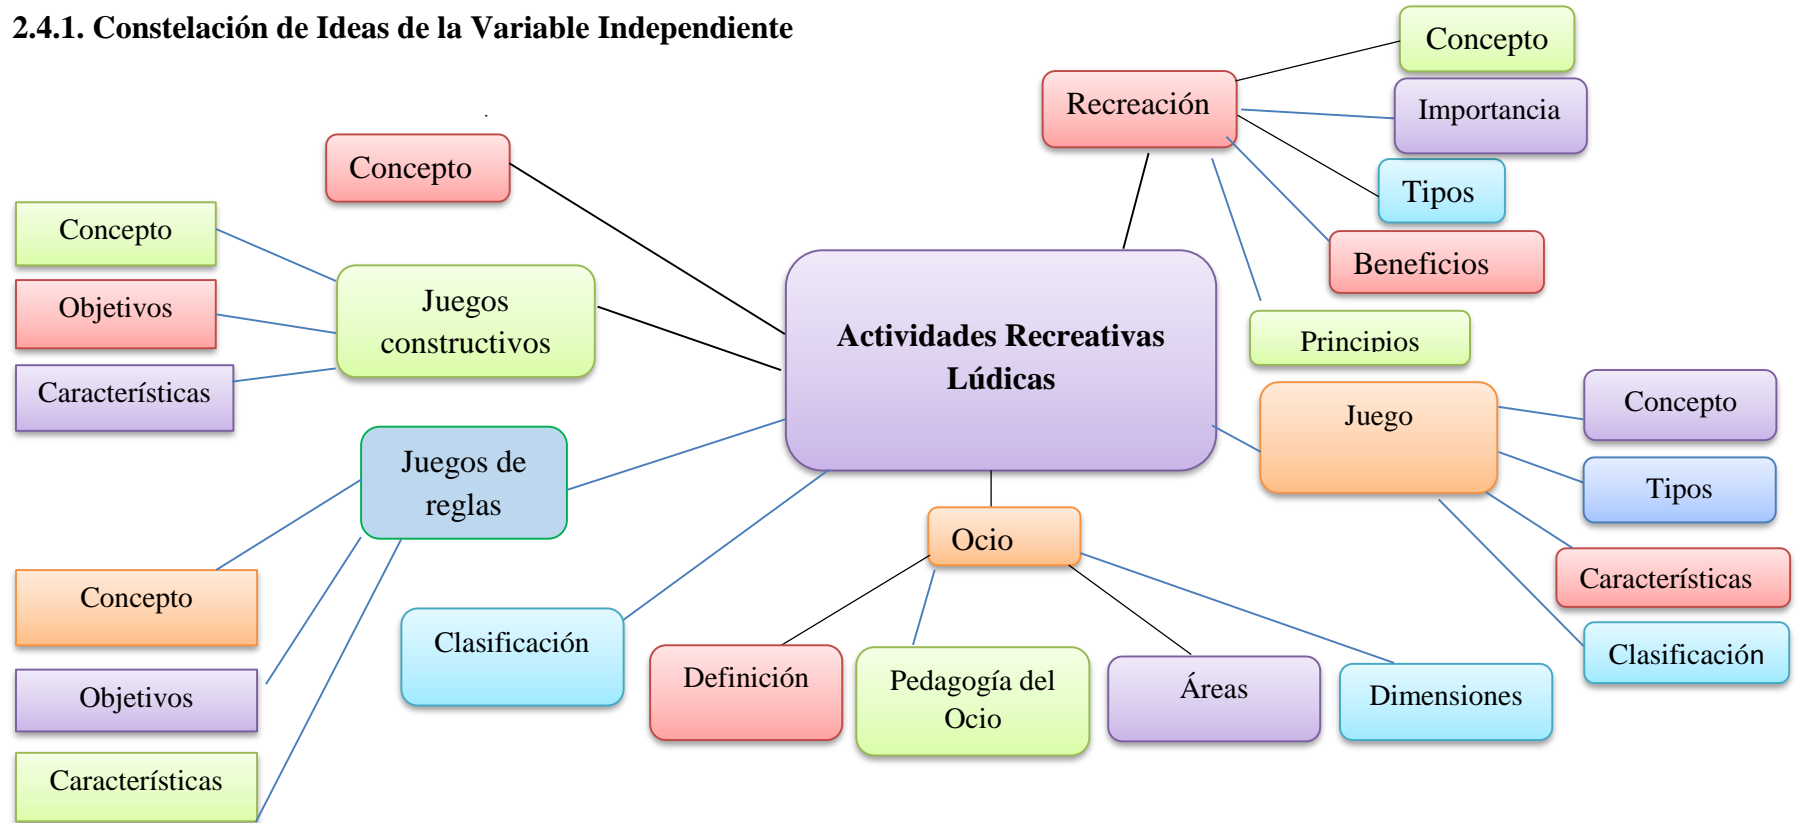 2.4.1. Constelación de Ideas de la Variable Independiente
Concepto
Recreación
Importancia
Concepto
Tipos
Concepto
Beneficios
Objetivos
Juegos
constructivos
Principios
Características
Actividades Recreativas
Lúdicas
Juego
Concepto
Juegos de
reglas
Tipos
Ocio
Características
Concepto
Clasificación
Clasificación
Definición
Pedagogía del
Ocio
Áreas
Dimensiones
Objetivos
Características